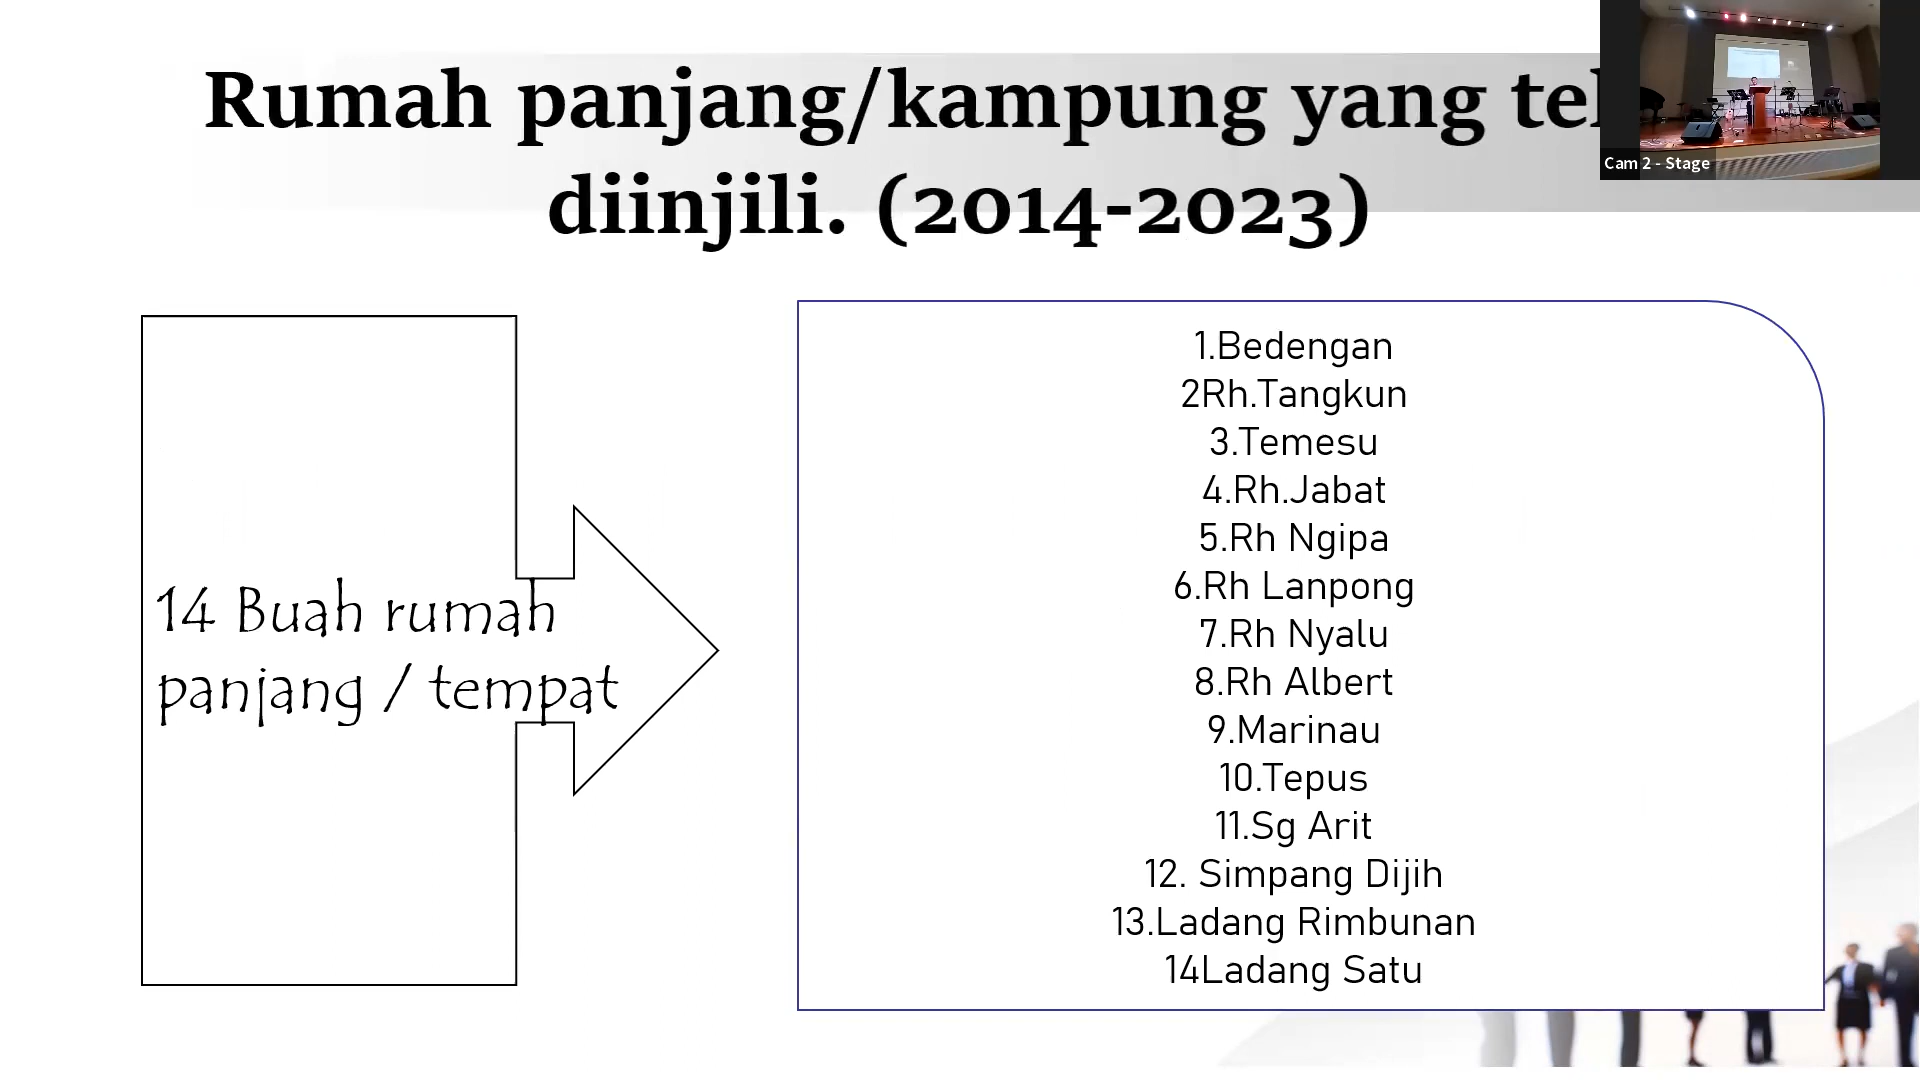 Rumah panjang/kampung yang
diinjili. (2014-2023)
Cam 2 - Stage
14 Buah rumah
panjang / tempat
1.Bedengan
2Rh.Tangkun
3.Temesu
4.Rh.Jabat
5.Rh Ngipa
6.Rh Lanpong
7.Rh Nyalu
8.Rh Albert
9.Marinau
10.Tepus
11.Sg Arit
12. Simpang Dijih
13.Ladang Rimbunan
14Ladang Satu